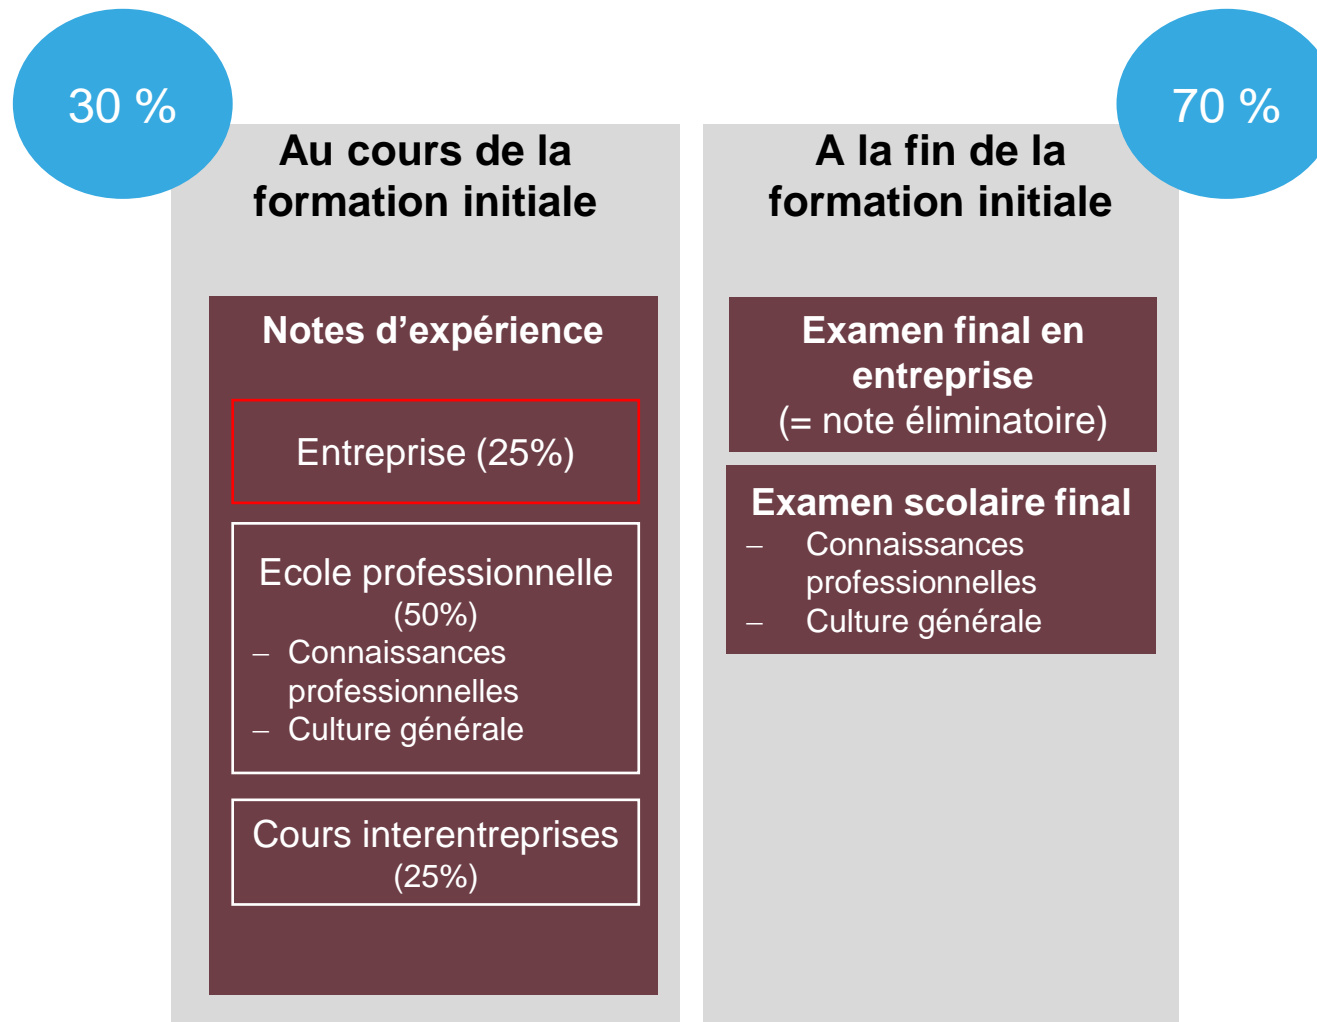 30 %
70 %
Au cours de la
formation initiale
A la fin de la
formation initiale
Notes d’expérience
Entreprise (25%)
Ecole professionnelle
(50%)
– Connaissances
professionnelles
– Culture générale
Cours interentreprises
(25%)
Examen final en
entreprise
(= note éliminatoire)
Examen scolaire final
– Connaissances
professionnelles
– Culture générale